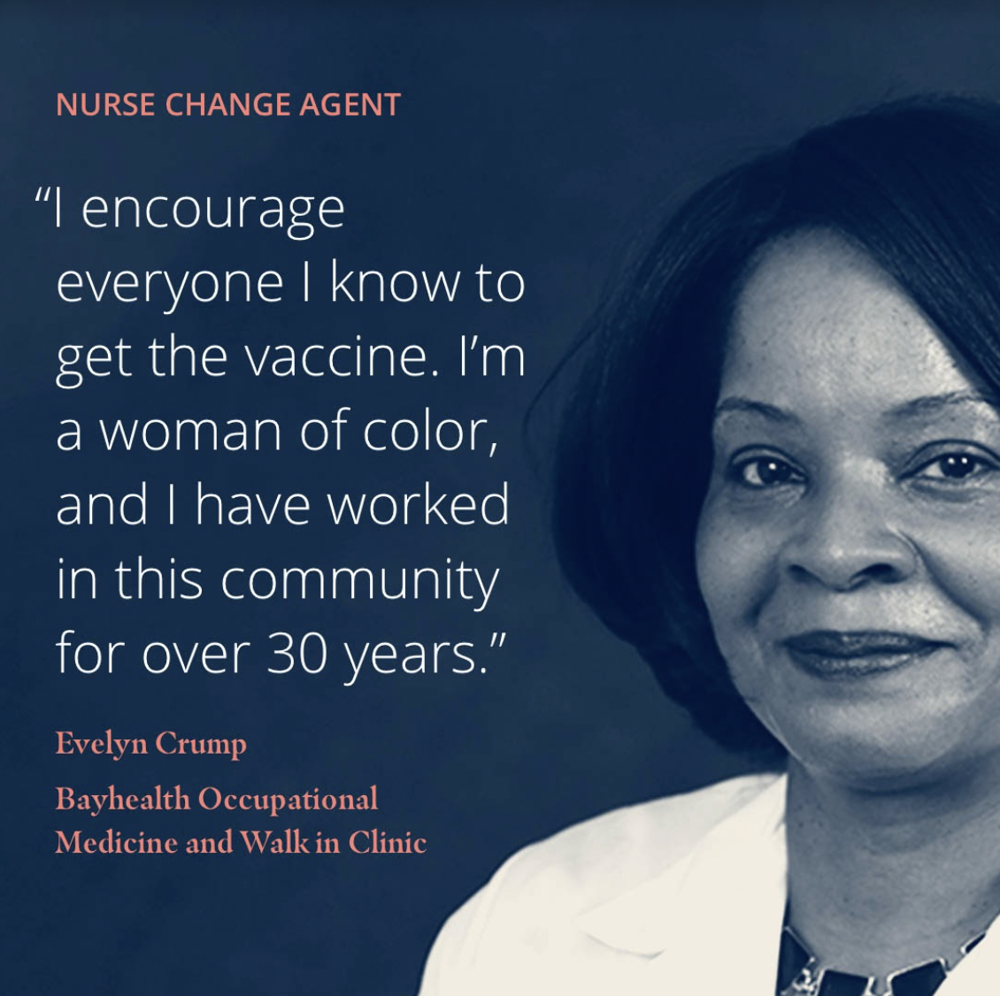 NURSE CHANGE AGENT
“I encourage
everyone I know to
get the vaccine. I’m
a woman of color,
and I have worked
in this community
for over 30 years.”
Evelyn Crump
Bayhealth Occupational
Medicine and Walk in Clinic